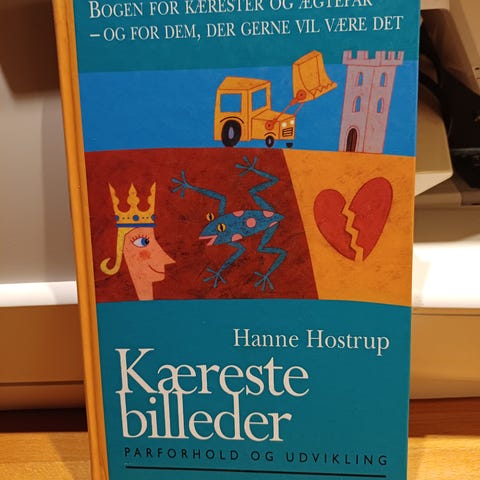 BOGEN FOR KÆRESTER OG ÆGTEPAR
– OG FOR DEM, DER GERNE VIL VÆRE DET
Hanne Hostrup
Kæreste
billeder
PARFORHOLD OG UDVIKLING